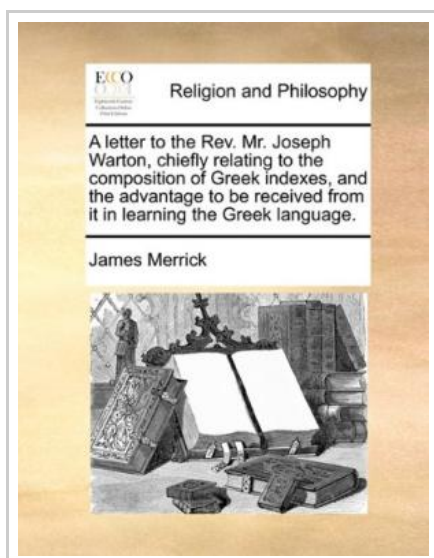 ECCO
Religion and Philosophy
A letter to the Rev. Mr. Joseph
Warton, chiefly relating to the
composition of Greek indexes, and
the advantage to be received from
it in learning the Greek language.
James Merrick